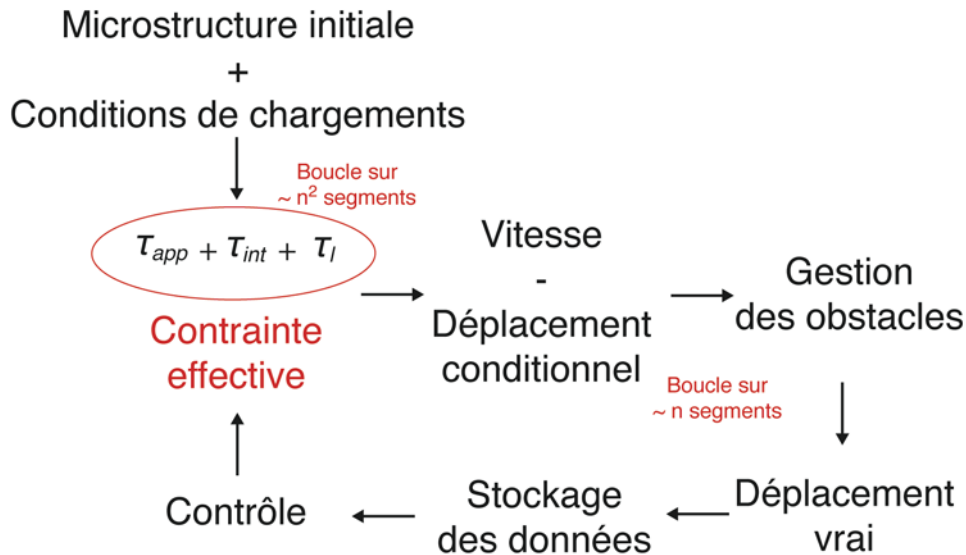 Microstructure initiale
+
Conditions de chargements
Boucle sur
~ n² segments
τapp + τint + τl
Contrainte
effective
Vitesse
-
Déplacement
conditionnel
Gestion
des obstacles
Boucle sur
~ n segments
Déplacement
vrai
Stockage
des données
Contrôle